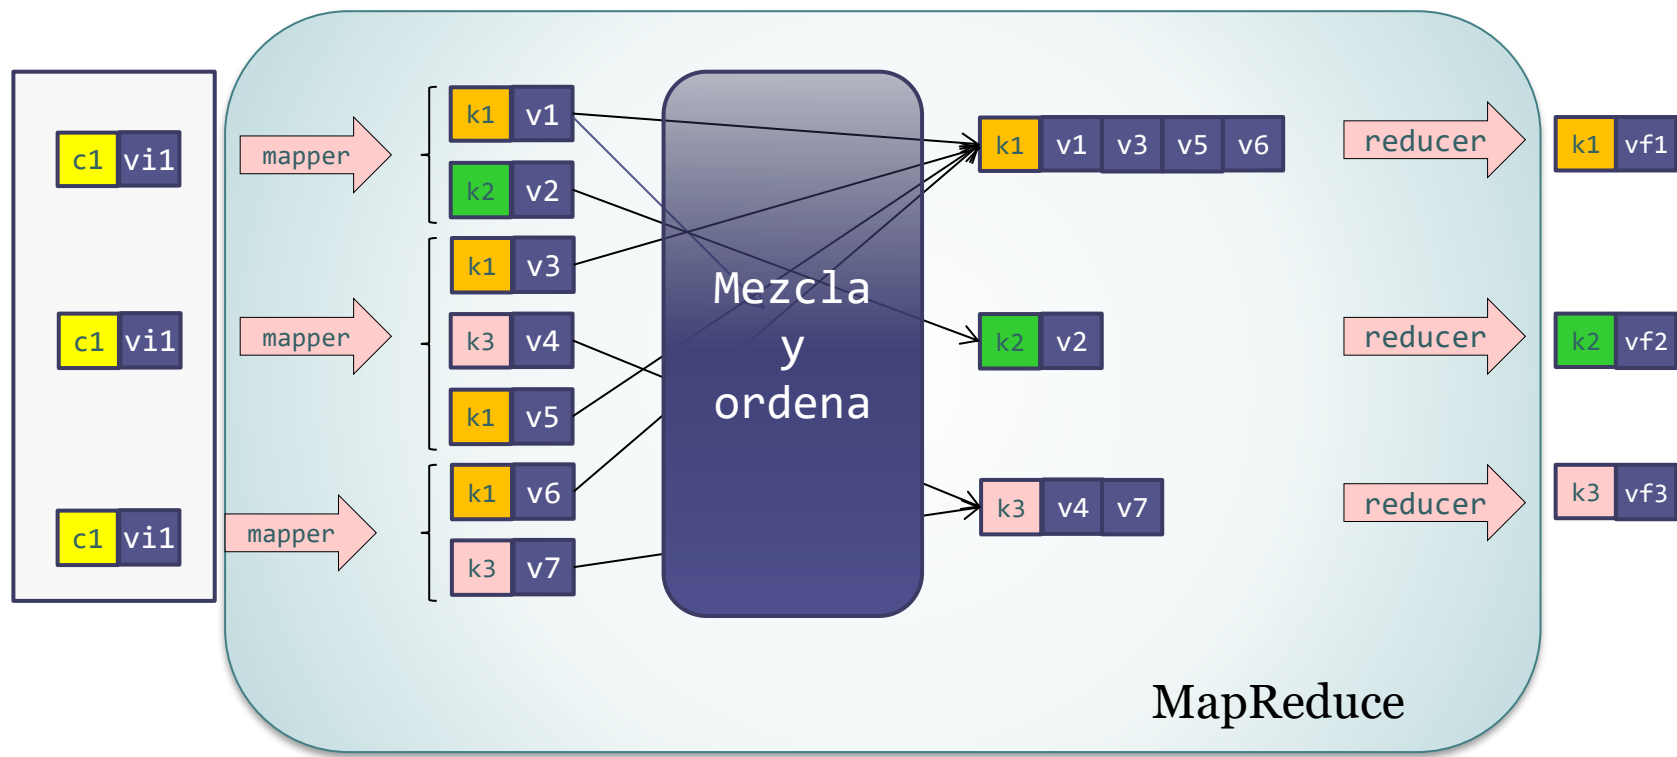 c1 vi1
mapper
k1 v1
k2 v2
c1 vi1
mapper
k1 v3
k3 v4
k1 v5
c1 vi1
mapper
k1 v6
k3 v7
Mezcla
y
ordena
k1 v1 v3 v5 v6
reducer
k1 vf1
k2 v2
reducer
k2 vf2
k3 v4 v7
reducer
k3 vf3
MapReduce